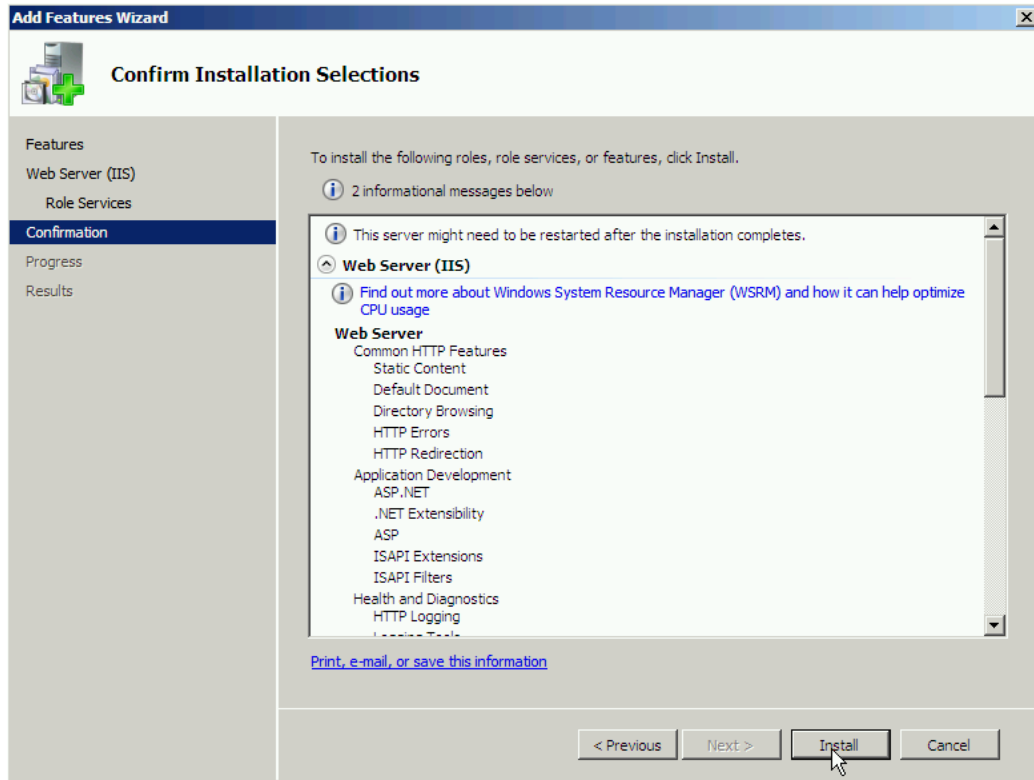 Add Features Wizard
Confirm Installation Selections
Features
Web Server (IIS)
Role Services
Confirmation
Progress
Results
To install the following roles, role services, or features, click Install.
2 informational messages below
This server might need to be restarted after the installation completes.
Web Server (IIS)
Find out more about Windows System Resource Manager (WSRM) and how it can help optimize
CPU usage
Web Server
Common HTTP Features
Static Content
Default Document
Directory Browsing
HTTP Errors
HTTP Redirection
Application Development
ASP.NET
.NET Extensibility
ASP
ISAPI Extensions
ISAPI Filters
Health and Diagnostics
HTTP Logging
Logging Tools
Print, e-mail, or save this information
< Previous
Next >
Install
Cancel